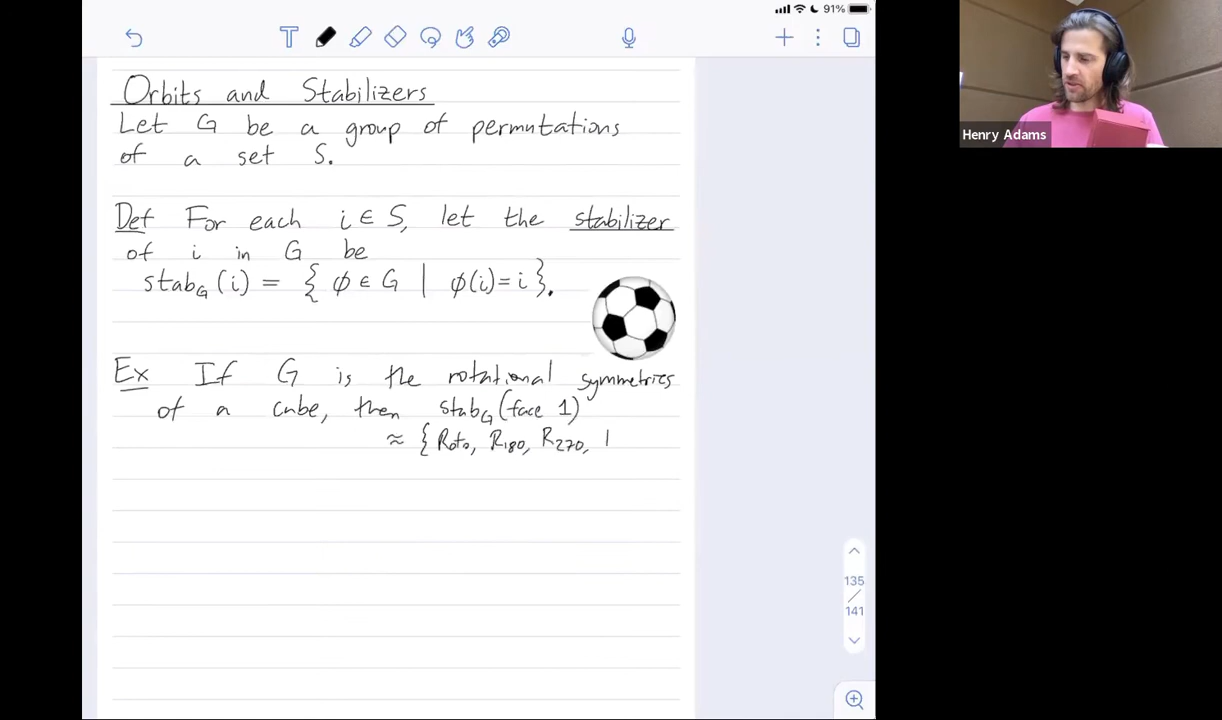 91%
Orbits and Stabilizers
Let G be a group of permutations
of a set S.
Def For each i ∈ S, let the stabilizer
of i in G be
stab_G(i) = { ϕ ∈ G | ϕ(i)=i }.
Ex If G is the rotational symmetries
of a cube, then stab_G(face 1)
≈ { R₁₈₀, R₂₇₀,
135
/
141
Henry Adams